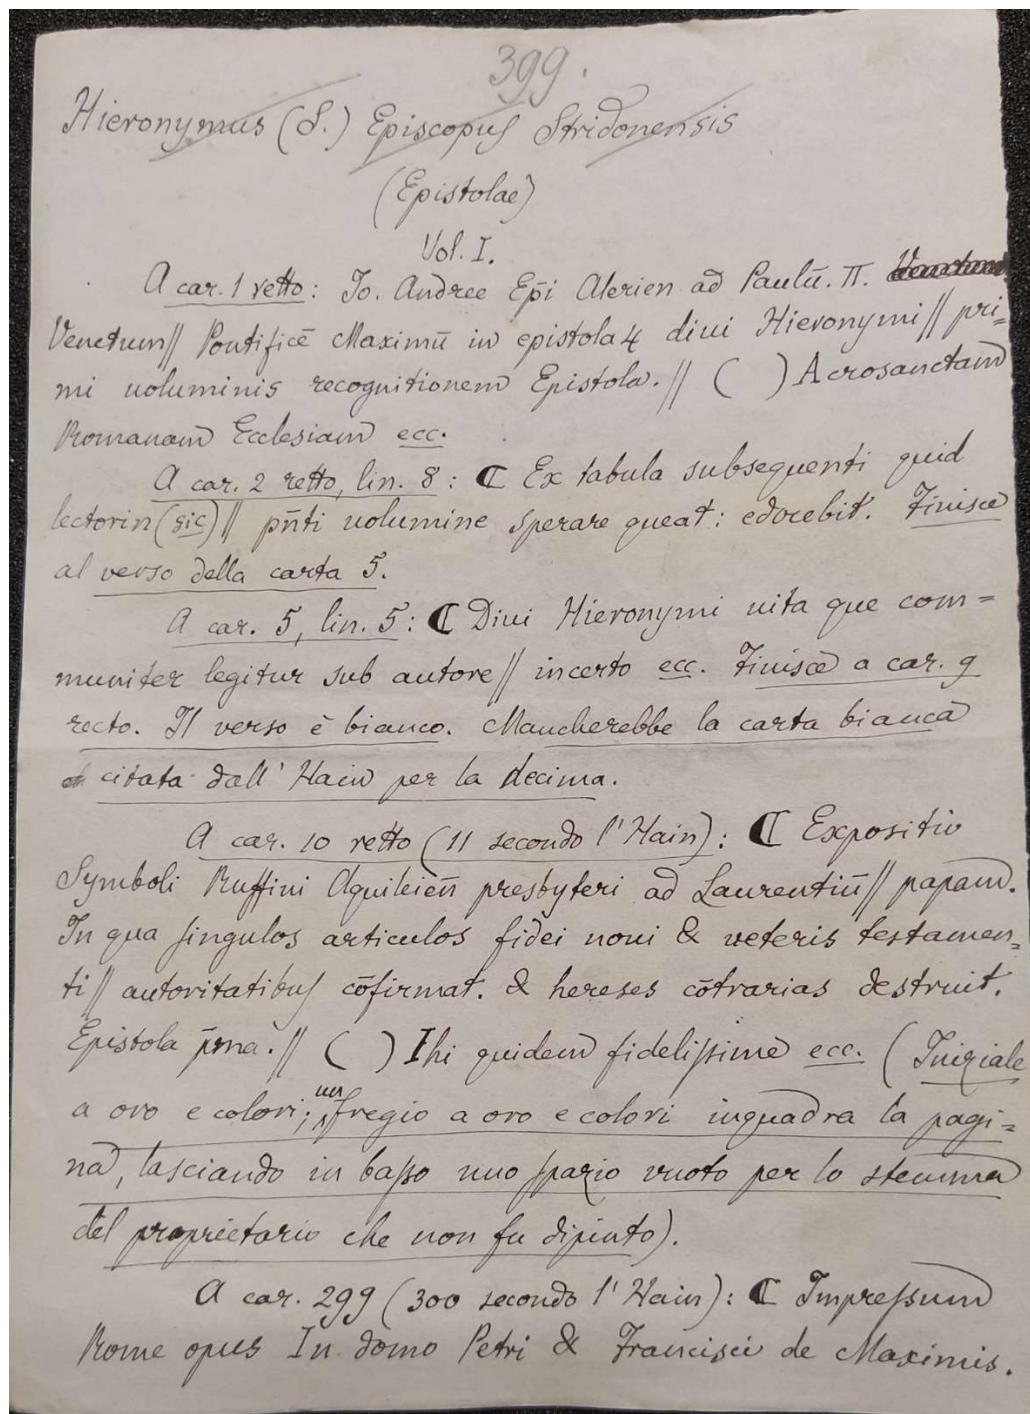 399.
Hieronymus (S.) Episcopus Stridonensis
(Epistolae)
Vol. I.
A car. 1 retto: Jo. Andree Epī Alerien ad Paulū. II.
Venetum// Pontificē Maximū in epistola4 diui Hieronymi// pri=
mi uoluminis recognitionem Epistola. // ( ) Acrosanctam
Romanam Ecclesiam ecc.
A car. 2 retto, lin. 8: ℂ Ex tabula subsequenti quid
lectorin (sic)// pn̄ti uolumine sperare queat: edocebit. Finisce
al verso della carta 5.
A car. 5, lin. 5: ℂ Diui Hieronymi uita que com=
muniter legitur sub autore// incerto ecc. Finisce a car. 9
recto. Il verso è bianco. Mancherebbe la carta bianca
citata dall' Hain per la decima.
A car. 10 retto (11 secondo l'Hain): ℂ Expositio
Symboli Ruffini Aquileien̄ presbyteri ad Laurentiū// papam.
In qua singulos articulos fidei noui & veteris testamen=
ti// autoritatibus cōfirmat. & hereses cōtrarias destruit.
Epistola p̄ma. // ( ) Ihi quidem fidelissime ecc. (Iniziale
a oro e colori; un fregio a oro e colori inquadra la pagi=
na, lasciando in basso uno spazio vuoto per lo stemma
del proprietario che non fu dipinto).
A car. 299 (300 secondo l'Hain): ℂ Impressum
Rome opus In domo Petri & Francisci de Maximis.